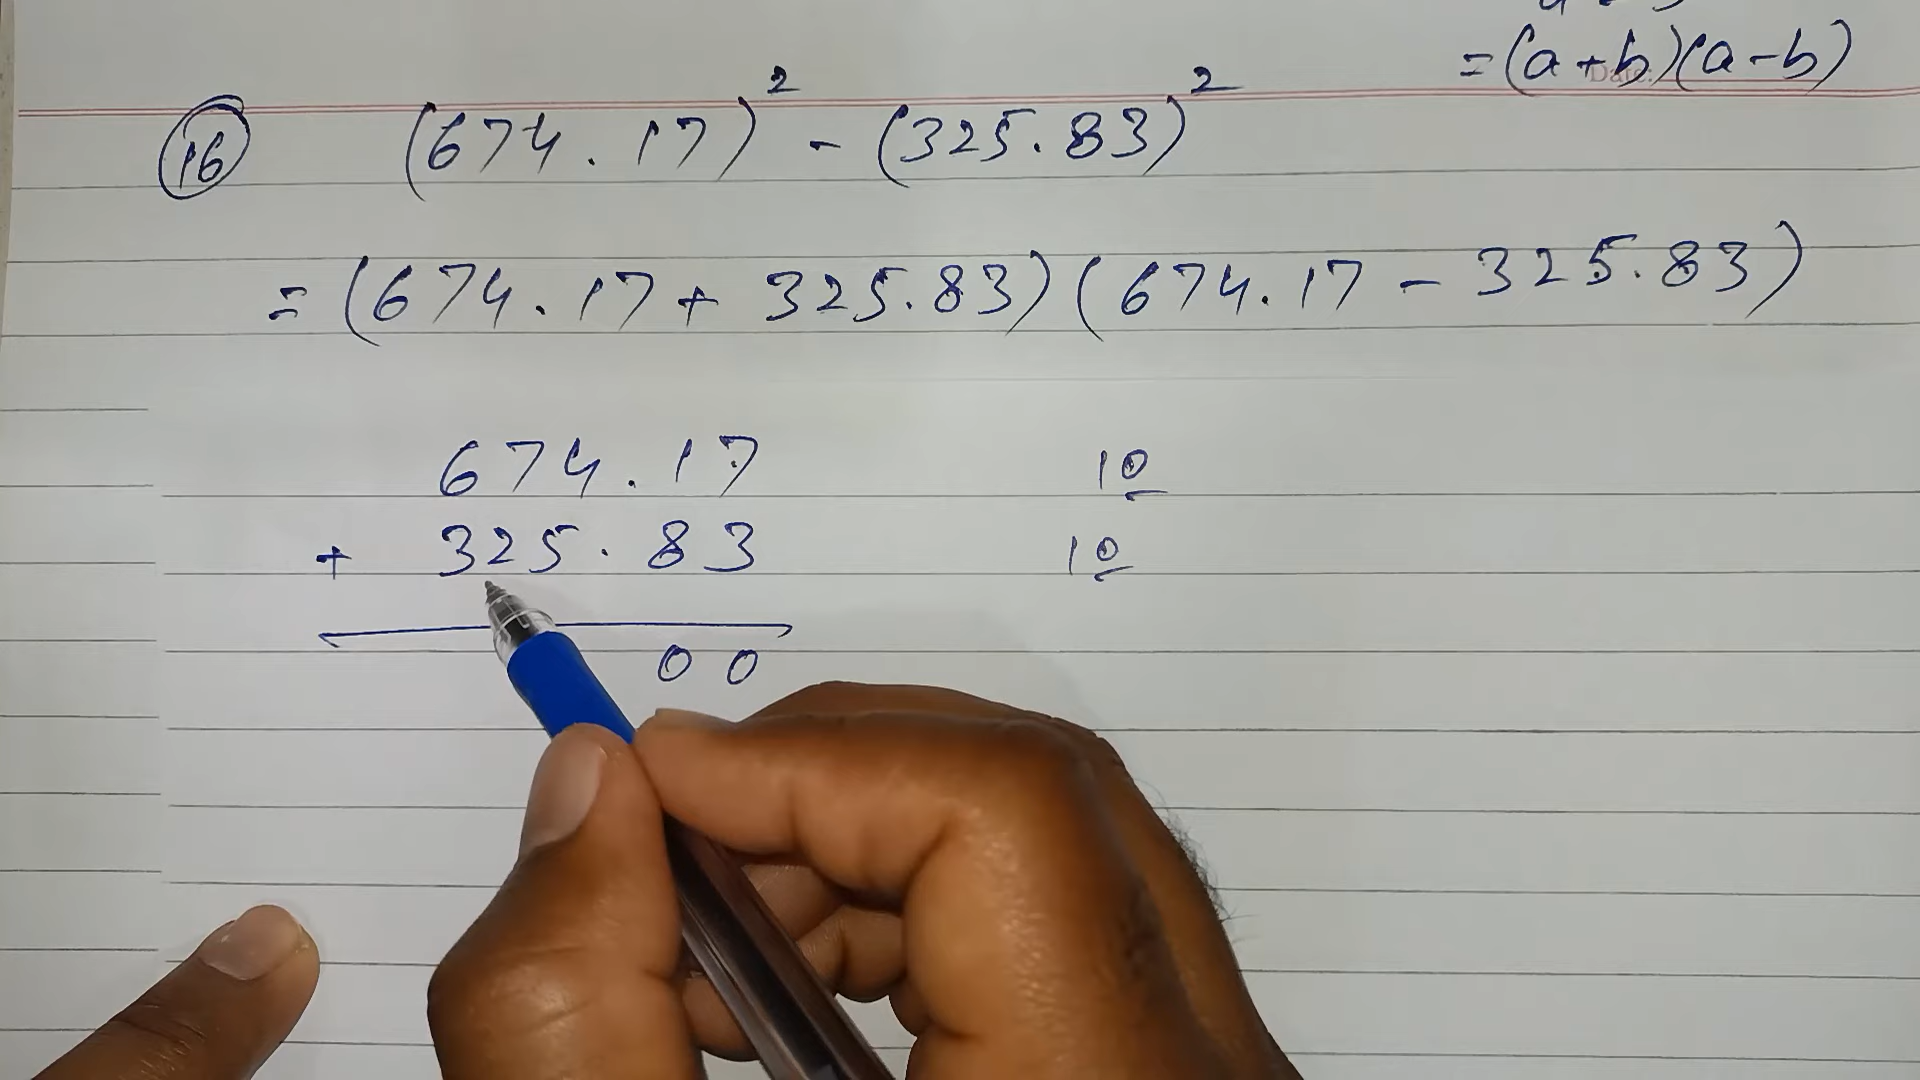 = (a + b)(a - b)
16 (674.17)² - (325.83)²
= (674.17 + 325.83)(674.17 - 325.83)
674.17 10
+ 325.83 10
00